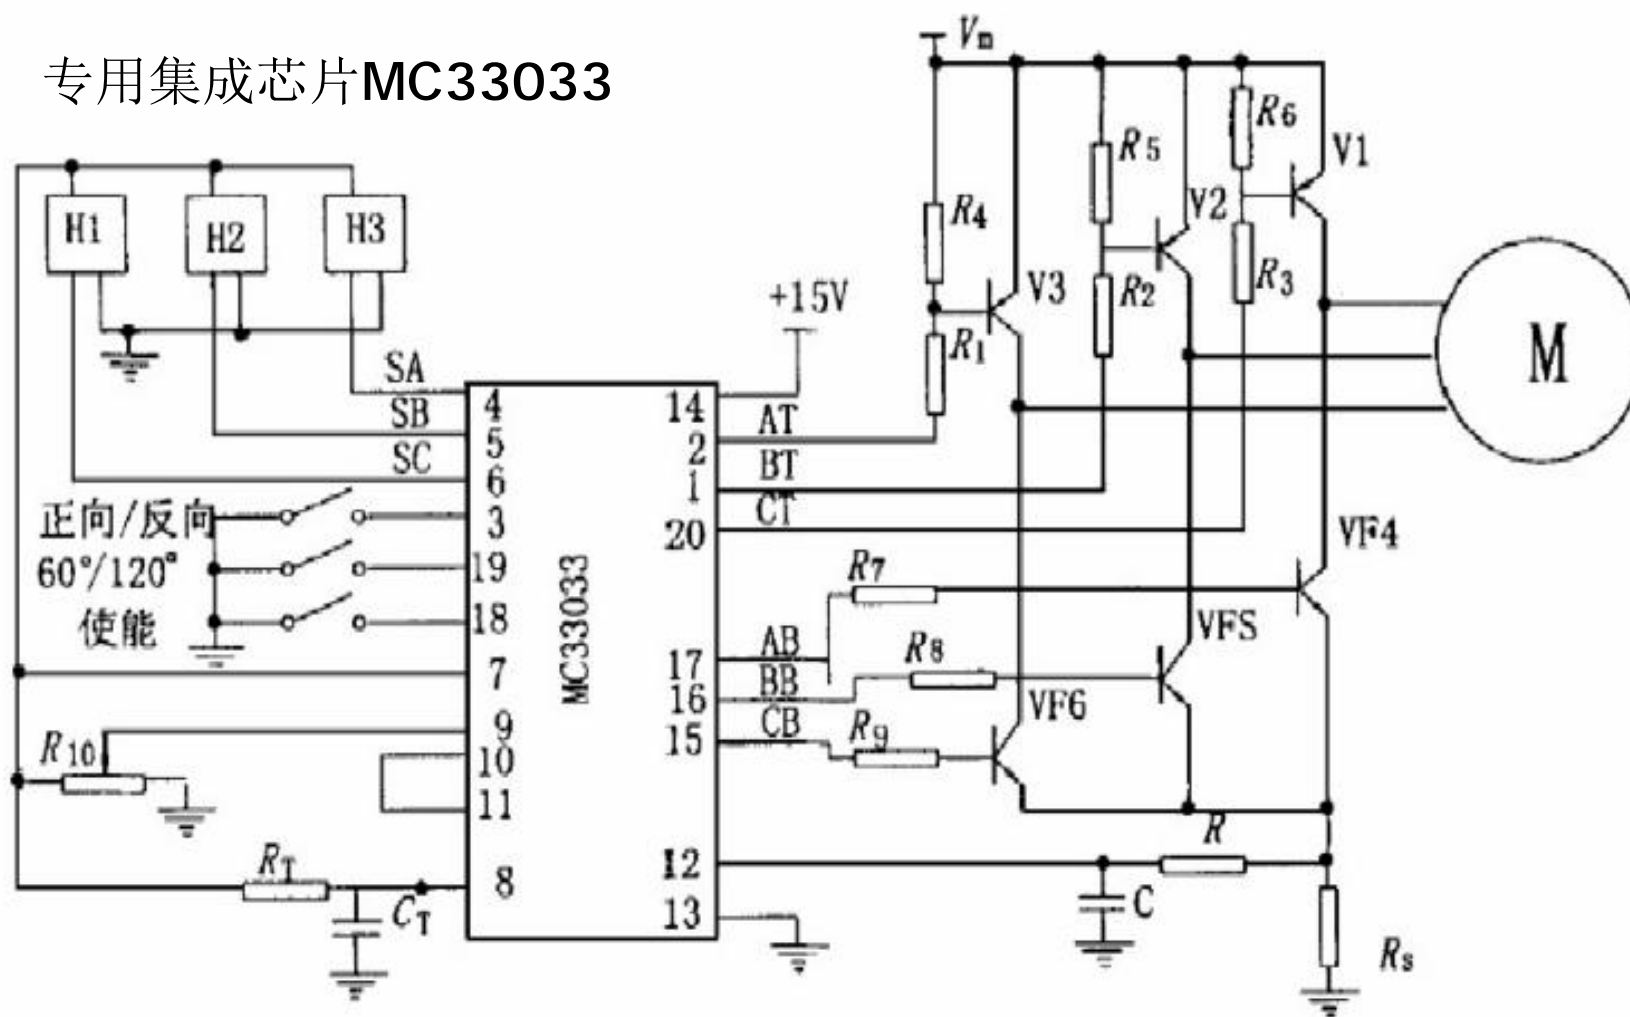 专用集成芯片MC33033
Vm
R6
R5
V1
V2
H1
H2
H3
R4
R3
R2
V3
+15V
R1
M
SA
SB
SC
4
5
6
3
19
18
7
9
10
11
8
14
2
1
20
17
16
15
12
13
AT
BT
CT
正向/反向
60°/120°
使能
MC33033
VF4
R7
AB
BB
CB
R8
VFS
R9
VF6
R10
RT
CT
R
C
Rs